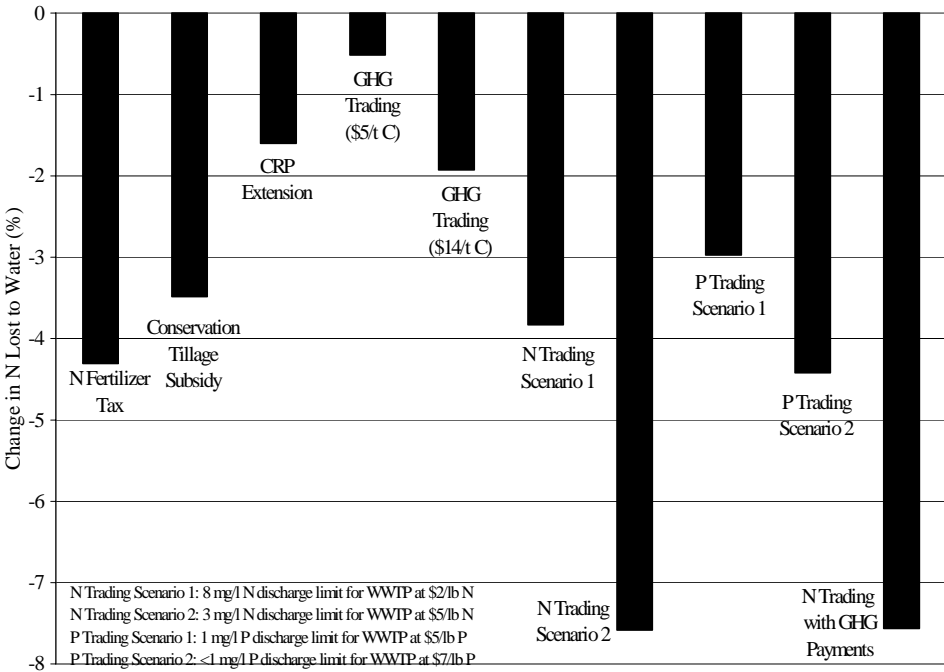 0
-1
-2
-3
-4
-5
-6
-7
-8
Change in N Lost to Water (%)
N Fertilizer
Tax
Conservation
Tillage
Subsidy
CRP
Extension
GHG
Trading
($5/t C)
GHG
Trading
($14/t C)
N Trading
Scenario 1
N Trading
Scenario 2
P Trading
Scenario 1
P Trading
Scenario 2
N Trading
with GHG
Payments
N Trading Scenario 1: 8 mg/l N discharge limit for WWTP at $2/lb N
N Trading Scenario 2: 3 mg/l N discharge limit for WWTP at $5/lb N
P Trading Scenario 1: 1 mg/l P discharge limit for WWTP at $5/lb P
P Trading Scenario 2: <1 mg/l P discharge limit for WWTP at $7/lb P